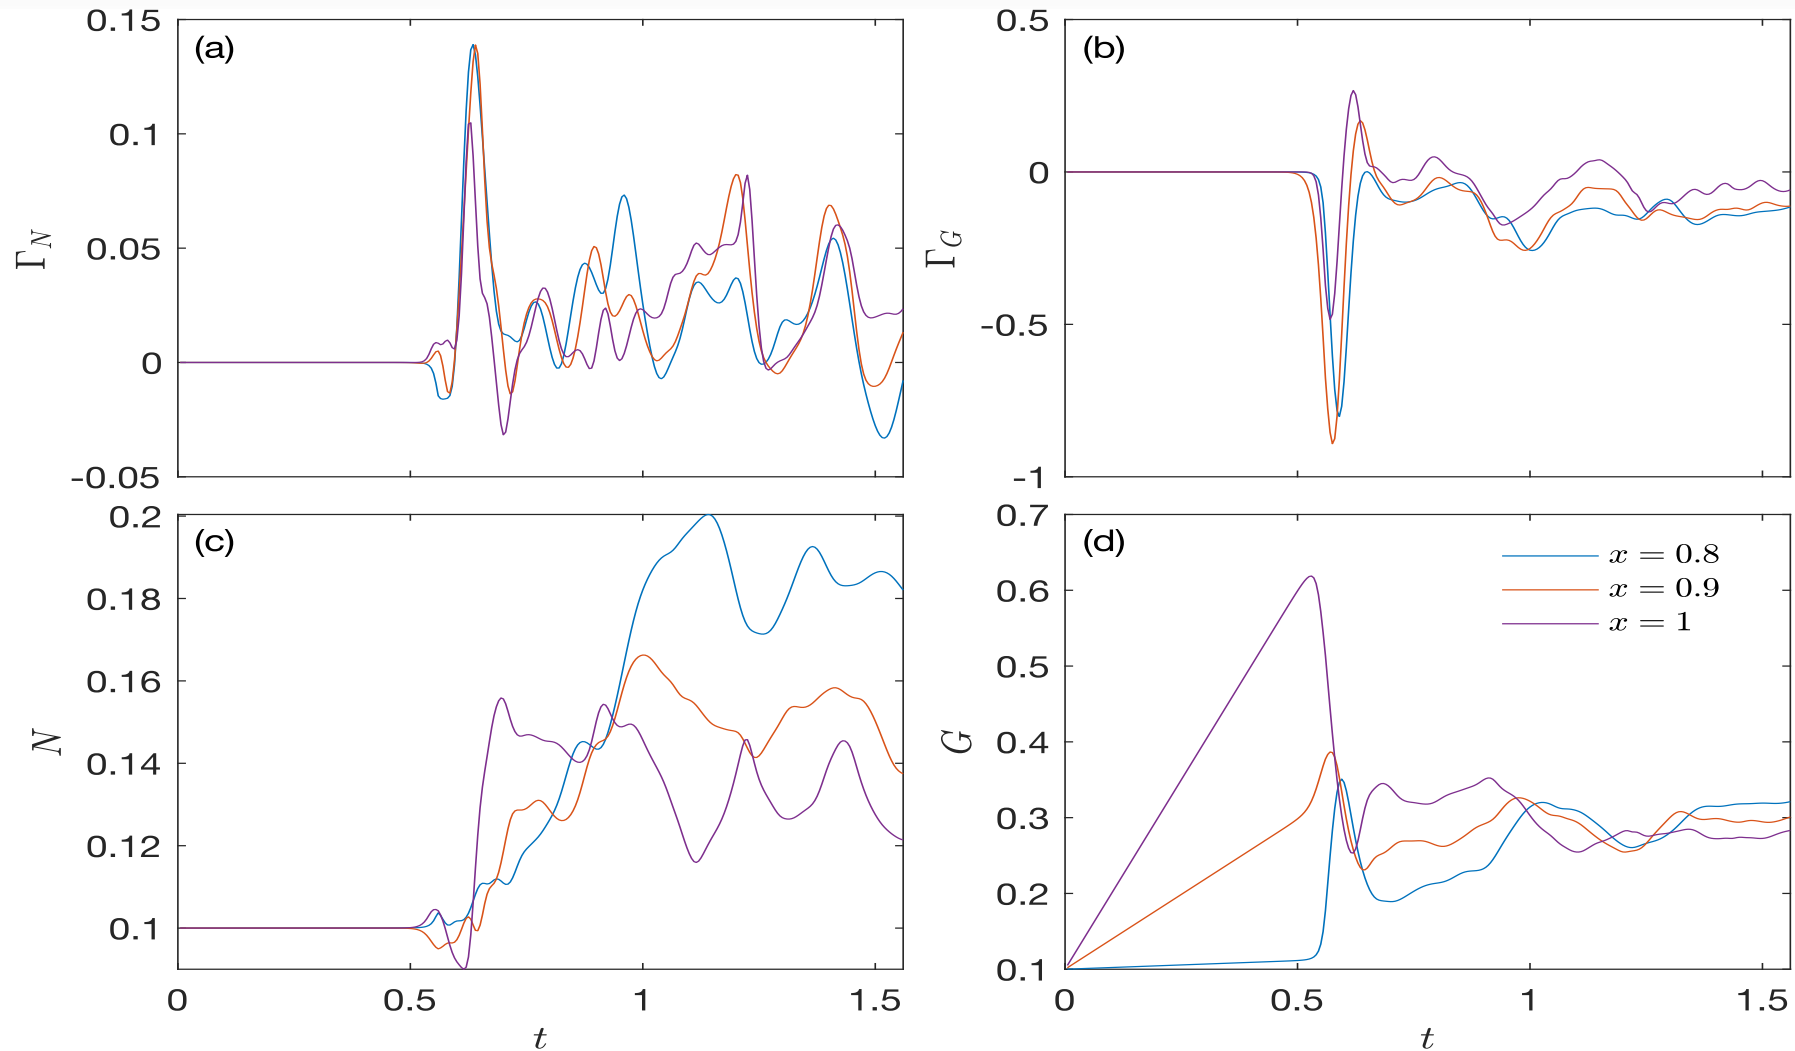 (a)
0.15
0.1
0.05
0
-0.05
Γ_N
(b)
0.5
0
-0.5
-1
Γ_G
(c)
0.2
0.18
0.16
0.14
0.12
0.1
N
0 0.5 1 1.5
t
(d)
0.7
0.6
0.5
0.4
0.3
0.2
0.1
G
x = 0.8
x = 0.9
x = 1
0 0.5 1 1.5
t